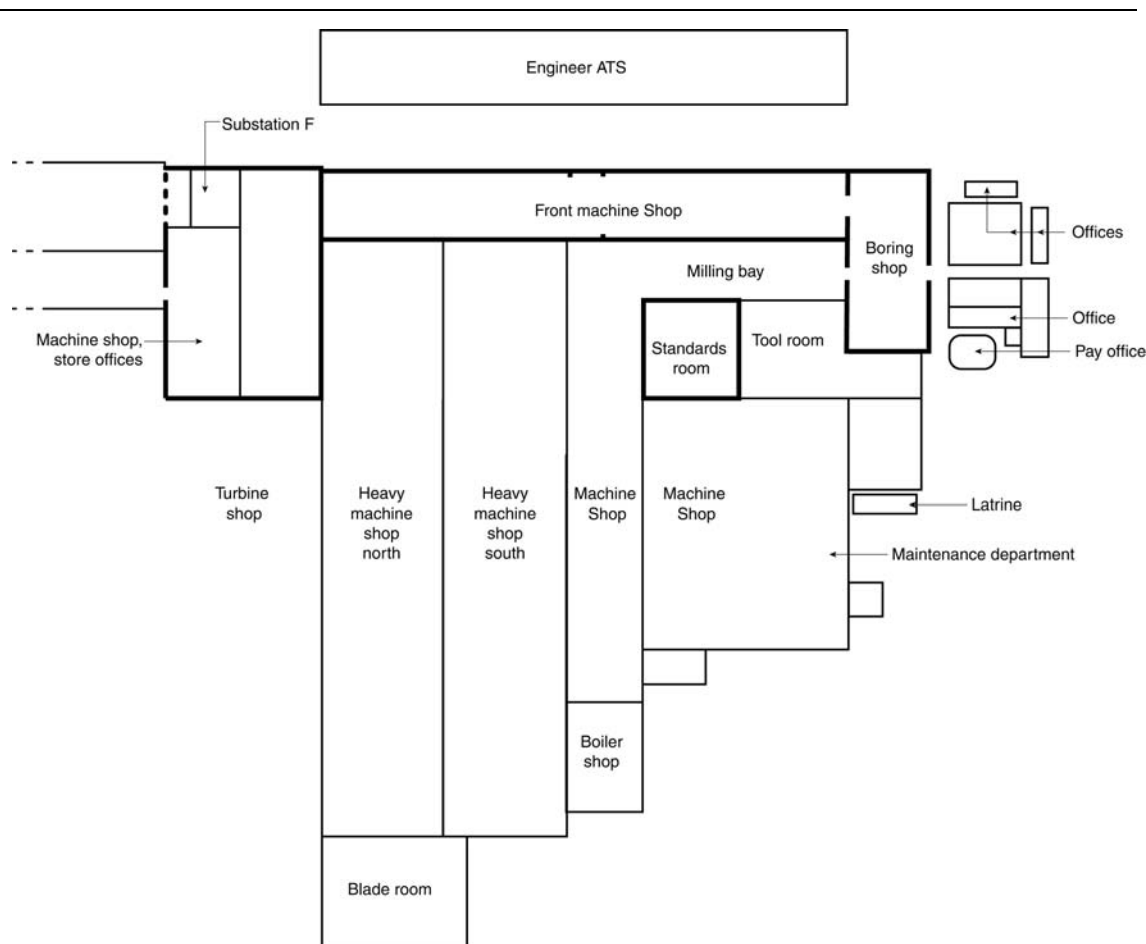 Engineer ATS
Substation F
Front machine Shop
Boring
shop
Offices
Milling bay
Office
Machine shop,
store offices
Standards
room
Tool room
Pay office
Turbine
shop
Heavy
machine
shop
north
Heavy
machine
shop
south
Machine
Shop
Machine
Shop
Latrine
Maintenance department
Boiler
shop
Blade room